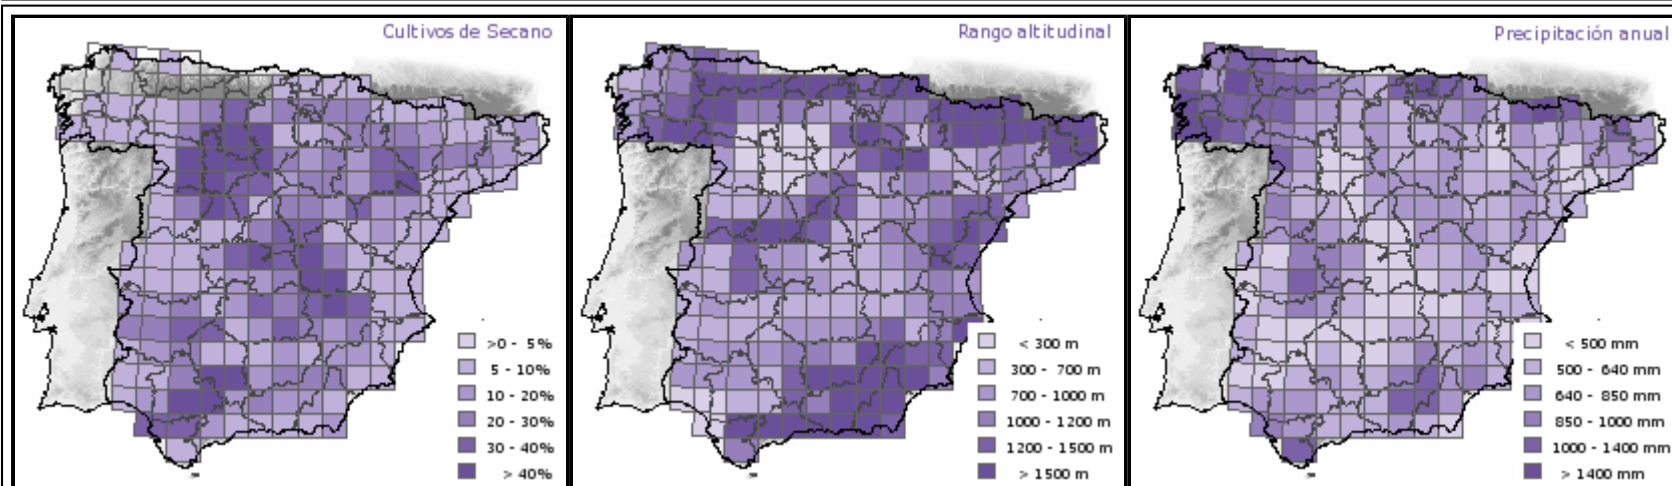 Cultivos de Secano
>0 - 5%
5 - 10%
10 - 20%
20 - 30%
30 - 40%
> 40%
Rango altitudinal
< 300 m
300 - 700 m
700 - 1000 m
1000 - 1200 m
1200 - 1500 m
> 1500 m
Precipitación anual
< 500 mm
500 - 640 mm
640 - 850 mm
850 - 1000 mm
1000 - 1400 mm
> 1400 mm